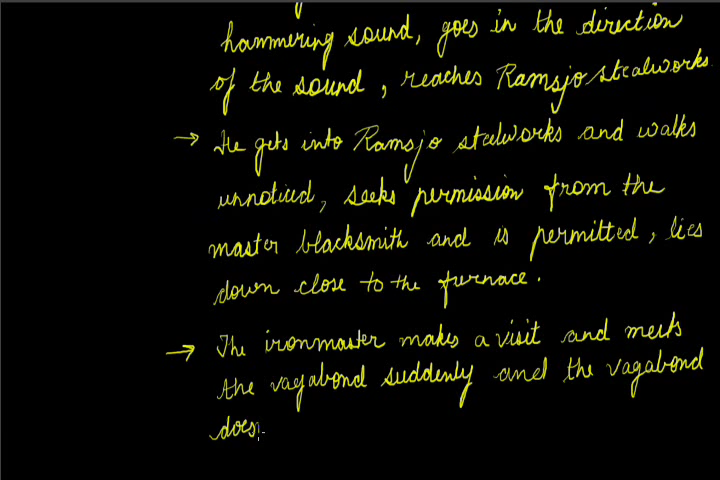 hammering sound, goes in the direction
of the sound, reaches Ramsjo stealworks
→ He gets into Ramsjo steelworks and walks
unnoticed, seeks permission from the
master blacksmith and is permitted, lies
down close to the furnace.
→ The ironmaster makes a visit and meets
the vagabond suddenly and the vagabond
does